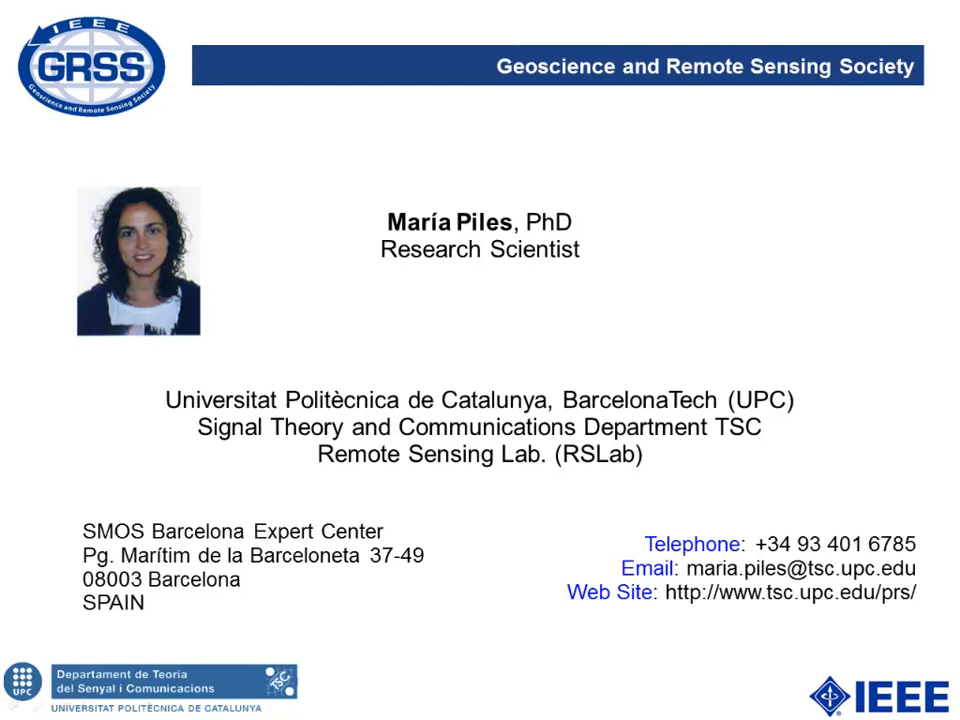 IEEE
GRSS
Geoscience and Remote Sensing Society
Geoscience and Remote Sensing Society
María Piles, PhD
Research Scientist
Universitat Politècnica de Catalunya, BarcelonaTech (UPC)
Signal Theory and Communications Department TSC
Remote Sensing Lab. (RSLab)
SMOS Barcelona Expert Center
Pg. Marítim de la Barceloneta 37-49
08003 Barcelona
SPAIN
Telephone: +34 93 401 6785
Email: maria.piles@tsc.upc.edu
Web Site: http://www.tsc.upc.edu/prs/
UPC
Departament de Teoria
del Senyal i Comunicacions
TSC
UNIVERSITAT POLITÈCNICA DE CATALUNYA
IEEE